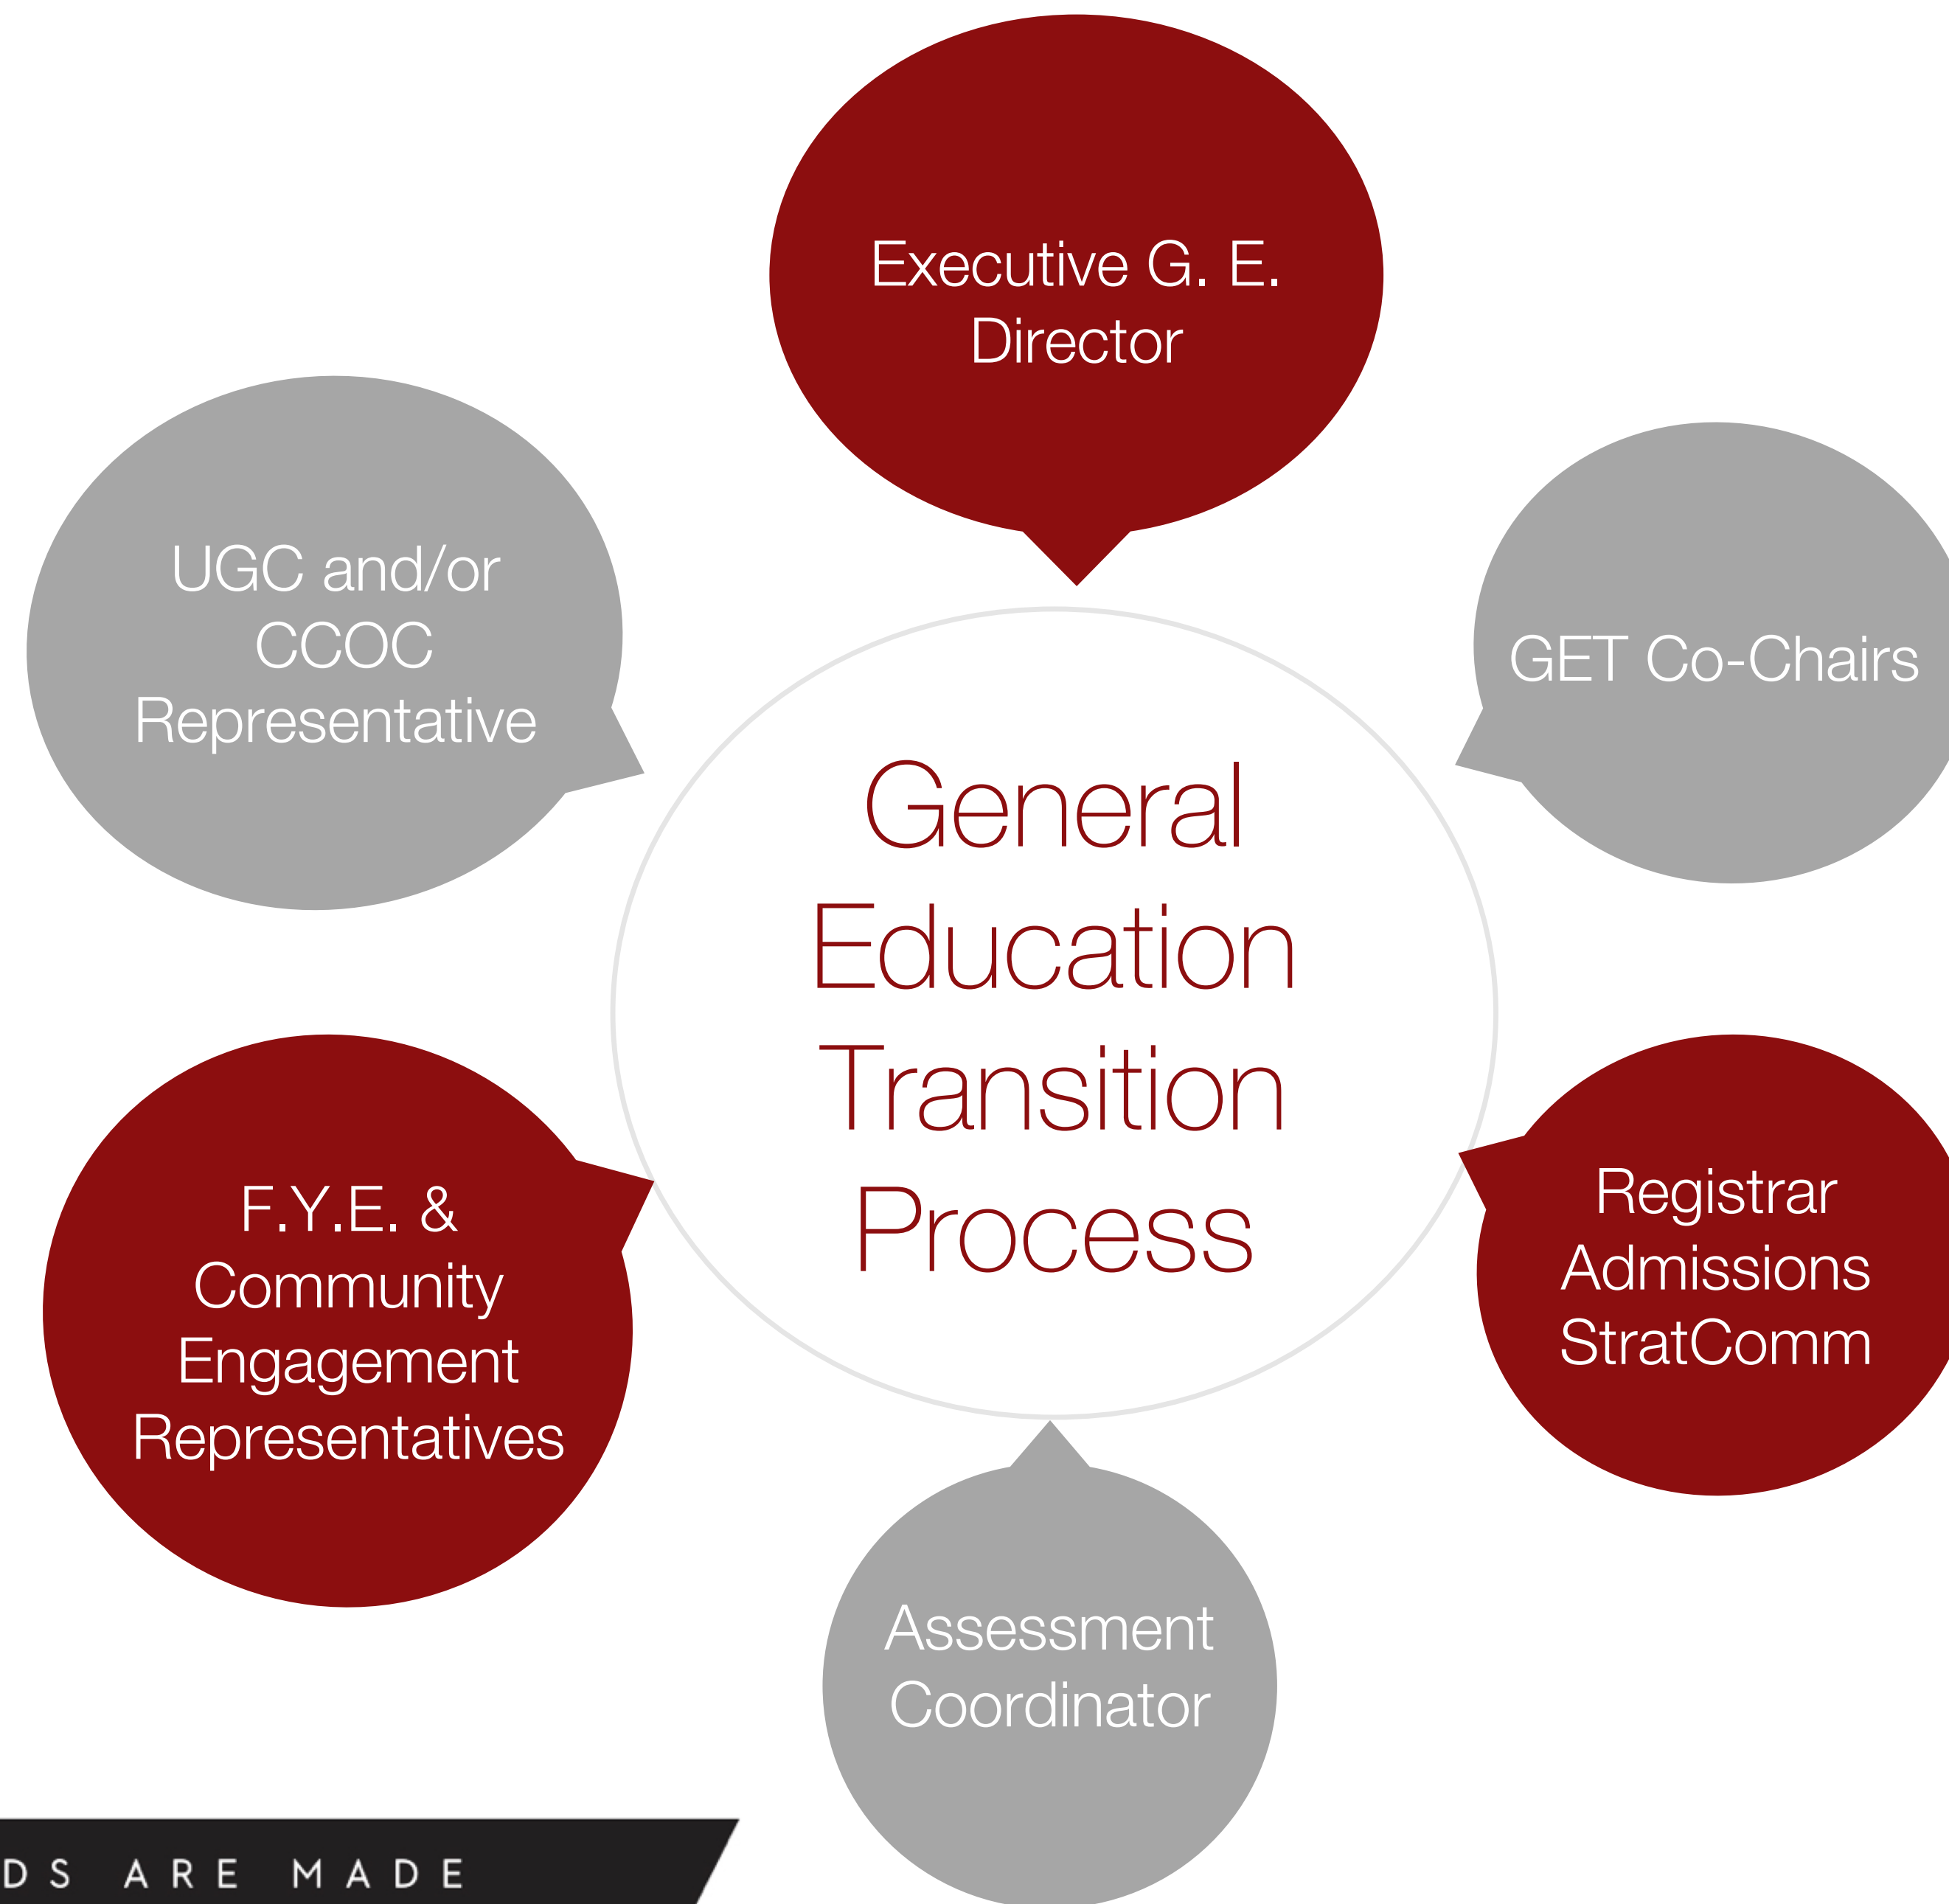 Executive G. E.
Director
UGC and/or
CCOC
Representative
GET Co-Chairs
General
Education
Transition
Process
F.Y.E. &
Community
Engagement
Representatives
Registrar
Admissions
StratComm
Assessment
Coordinator
DS ARE MADE